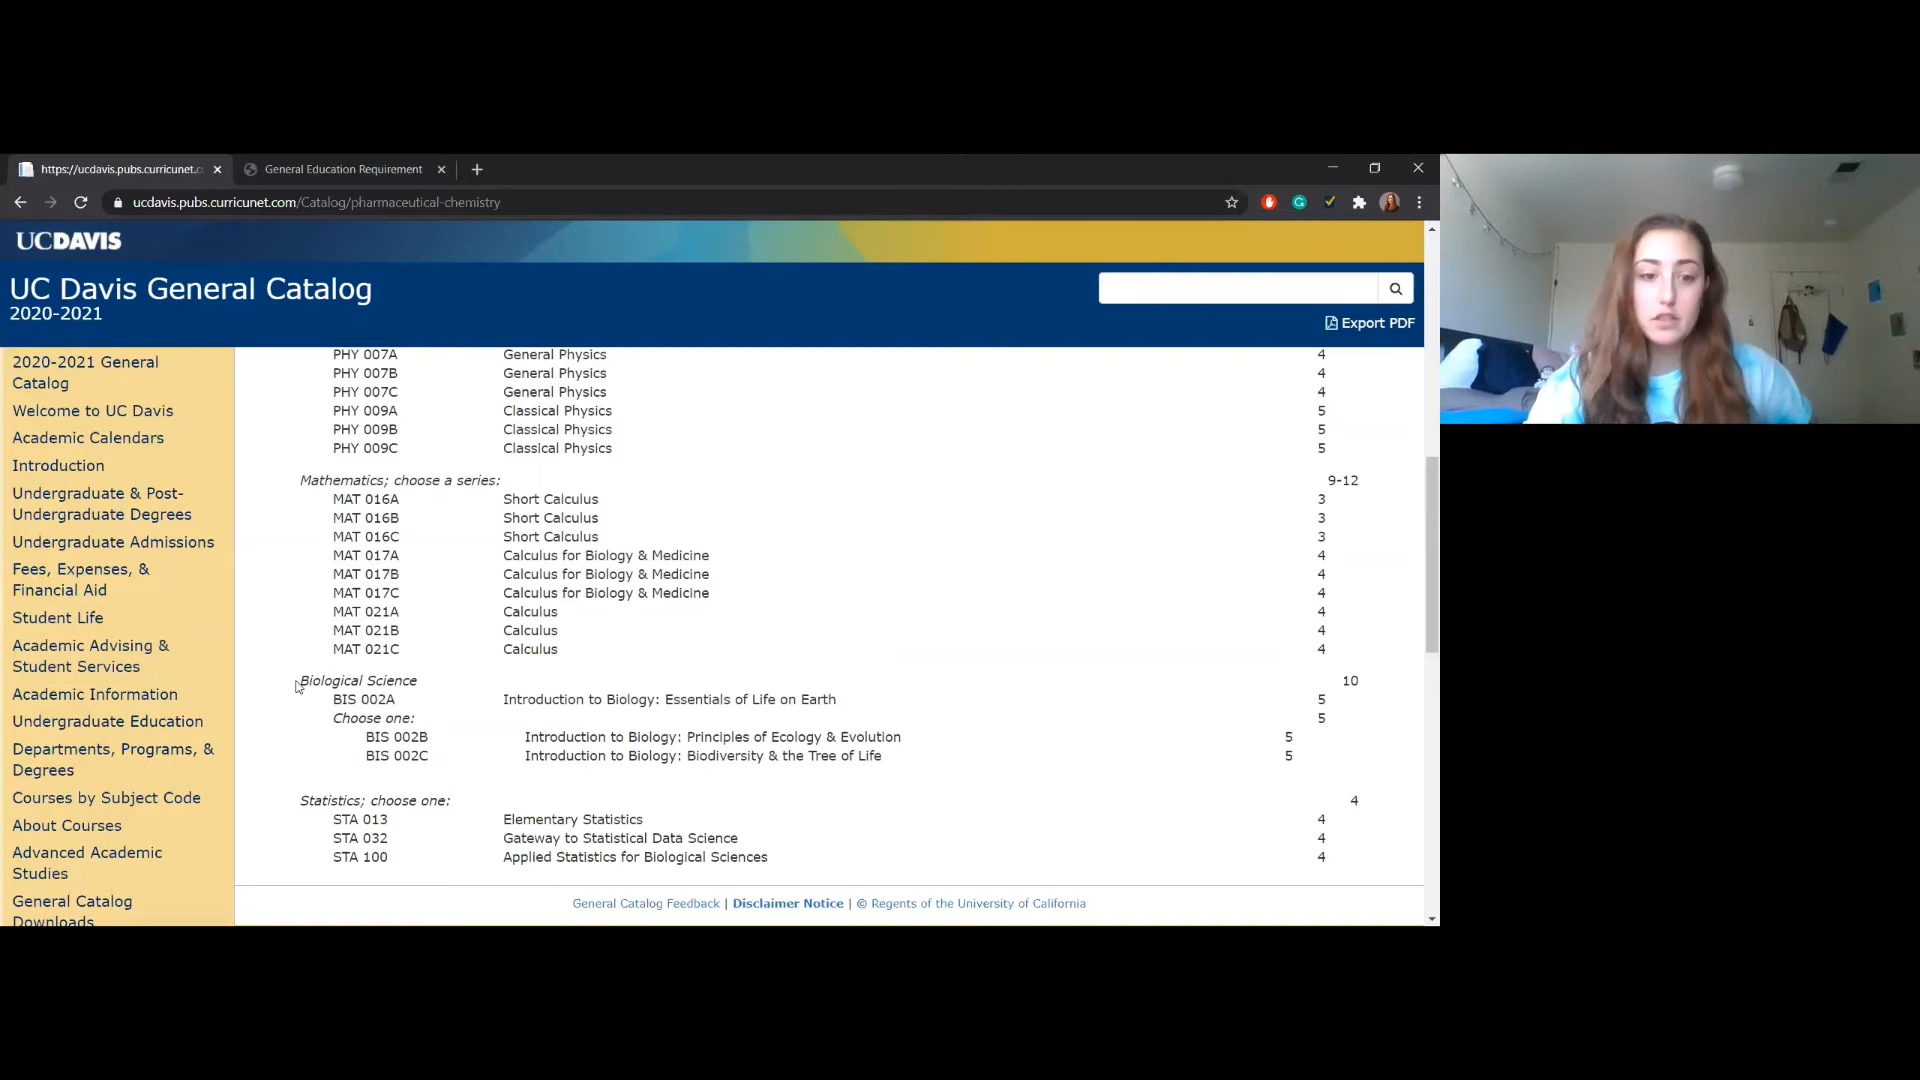 https://ucdavis.pubs.curricunet.c
General Education Requirement
ucdavis.pubs.curricunet.com/Catalog/pharmaceutical-chemistry
UCDAVIS
UC Davis General Catalog
2020-2021
Export PDF
2020-2021 General
Catalog
Welcome to UC Davis
Academic Calendars
Introduction
Undergraduate & Post-
Undergraduate Degrees
Undergraduate Admissions
Fees, Expenses, &
Financial Aid
Student Life
Academic Advising &
Student Services
Academic Information
Undergraduate Education
Departments, Programs, &
Degrees
Courses by Subject Code
About Courses
Advanced Academic
Studies
General Catalog
Downloads
PHY 007A General Physics 4
PHY 007B General Physics 4
PHY 007C General Physics 4
PHY 009A Classical Physics 5
PHY 009B Classical Physics 5
PHY 009C Classical Physics 5
Mathematics; choose a series: 9-12
MAT 016A Short Calculus 3
MAT 016B Short Calculus 3
MAT 016C Short Calculus 3
MAT 017A Calculus for Biology & Medicine 4
MAT 017B Calculus for Biology & Medicine 4
MAT 017C Calculus for Biology & Medicine 4
MAT 021A Calculus 4
MAT 021B Calculus 4
MAT 021C Calculus 4
Biological Science 10
BIS 002A Introduction to Biology: Essentials of Life on Earth 5
Choose one: 5
BIS 002B Introduction to Biology: Principles of Ecology & Evolution 5
BIS 002C Introduction to Biology: Biodiversity & the Tree of Life 5
Statistics; choose one: 4
STA 013 Elementary Statistics 4
STA 032 Gateway to Statistical Data Science 4
STA 100 Applied Statistics for Biological Sciences 4
General Catalog Feedback | Disclaimer Notice | © Regents of the University of California